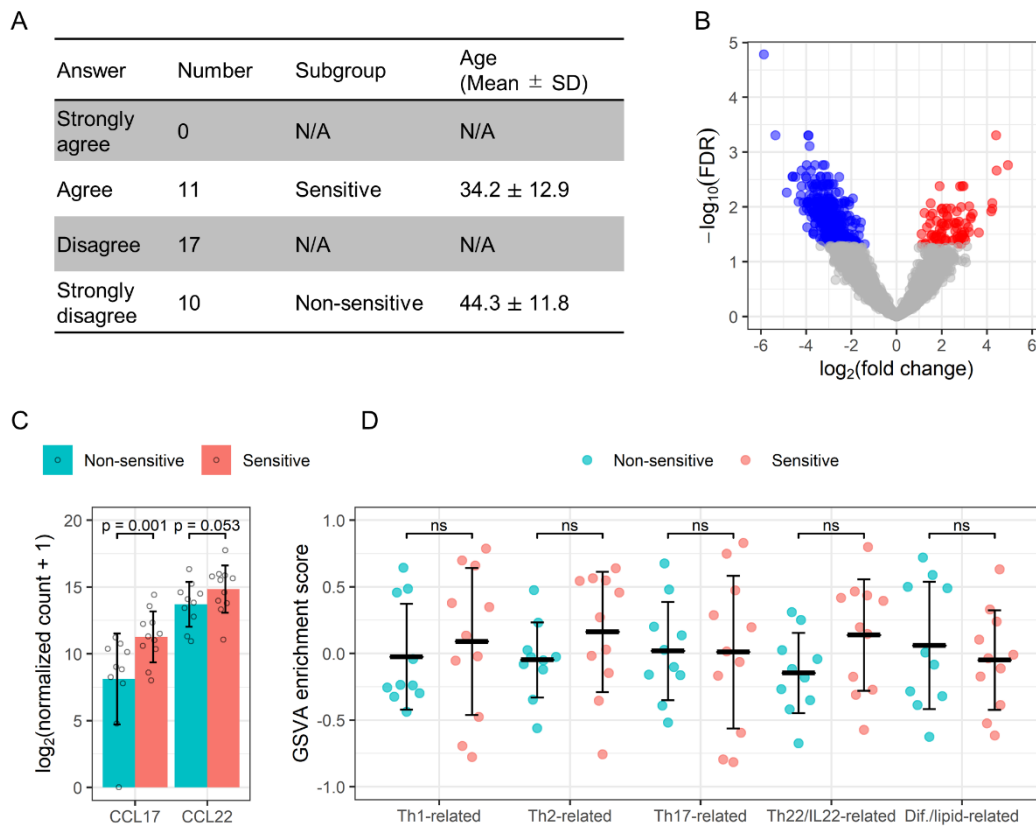 A
Answer Number Subgroup Age
(Mean ± SD)
Strongly
agree 0 N/A N/A
Agree 11 Sensitive 34.2 ± 12.9
Disagree 17 N/A N/A
Strongly
disagree 10 Non-sensitive 44.3 ± 11.8
B
5
4
3
2
1
0
−log10(FDR)
-6 -4 -2 0 2 4 6
log2(fold change)
C
Non-sensitive Sensitive
p = 0.001 p = 0.053
20
15
10
5
0
log2(normalized count + 1)
CCL17 CCL22
D
Non-sensitive Sensitive
ns ns ns ns ns
1.0
0.5
0.0
-0.5
-1.0
GSVA enrichment score
Th1-related Th2-related Th17-related Th22/IL22-related Dif./lipid-related